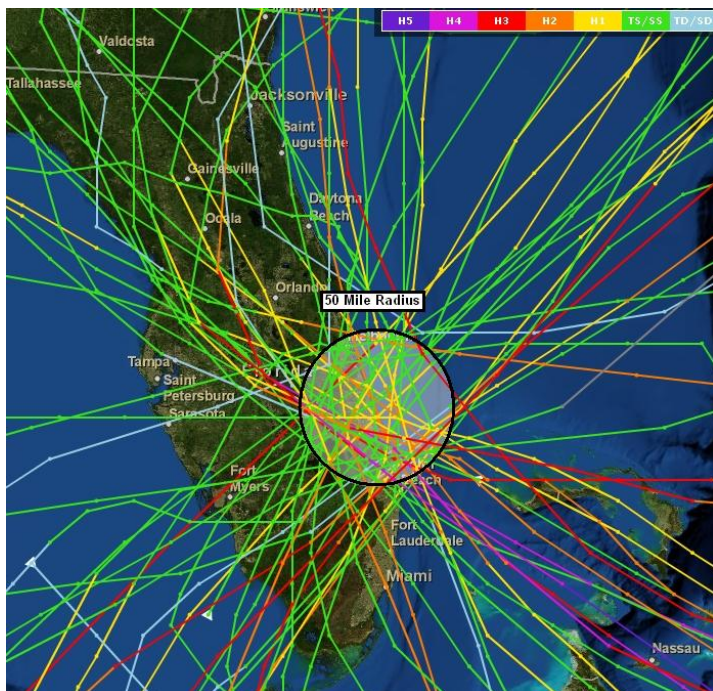 H5 H4 H3 H2 H1 TS/SS TD/SD
Valdosta
Tallahassee
Jacksonville
Saint
Augustine
Gainesville
Ocala
Daytona
Beach
Orlando
50 Mile Radius
Tampa
Saint
Petersburg
Sarasota
Fort
Myers
Beach
Fort
Lauderdale
Miami
Nassau